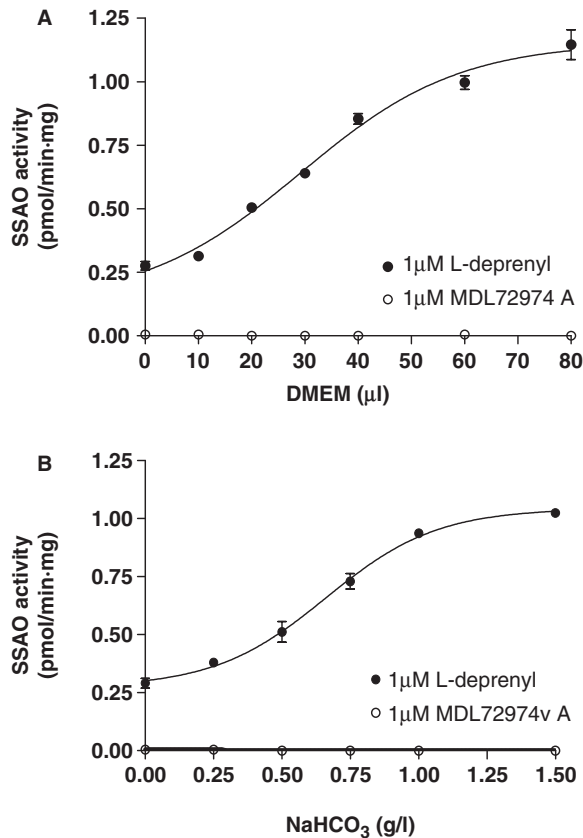 A
1.25
1.00
0.75
0.50
0.25
0.00
SSAO activity
(pmol/min·mg)
1μM L-deprenyl
1μM MDL72974 A
0 10 20 30 40 50 60 70 80
DMEM (μl)
B
1.25
1.00
0.75
0.50
0.25
0.00
SSAO activity
(pmol/min·mg)
1μM L-deprenyl
1μM MDL72974v A
0.00 0.25 0.50 0.75 1.00 1.25 1.50
NaHCO₃ (g/l)